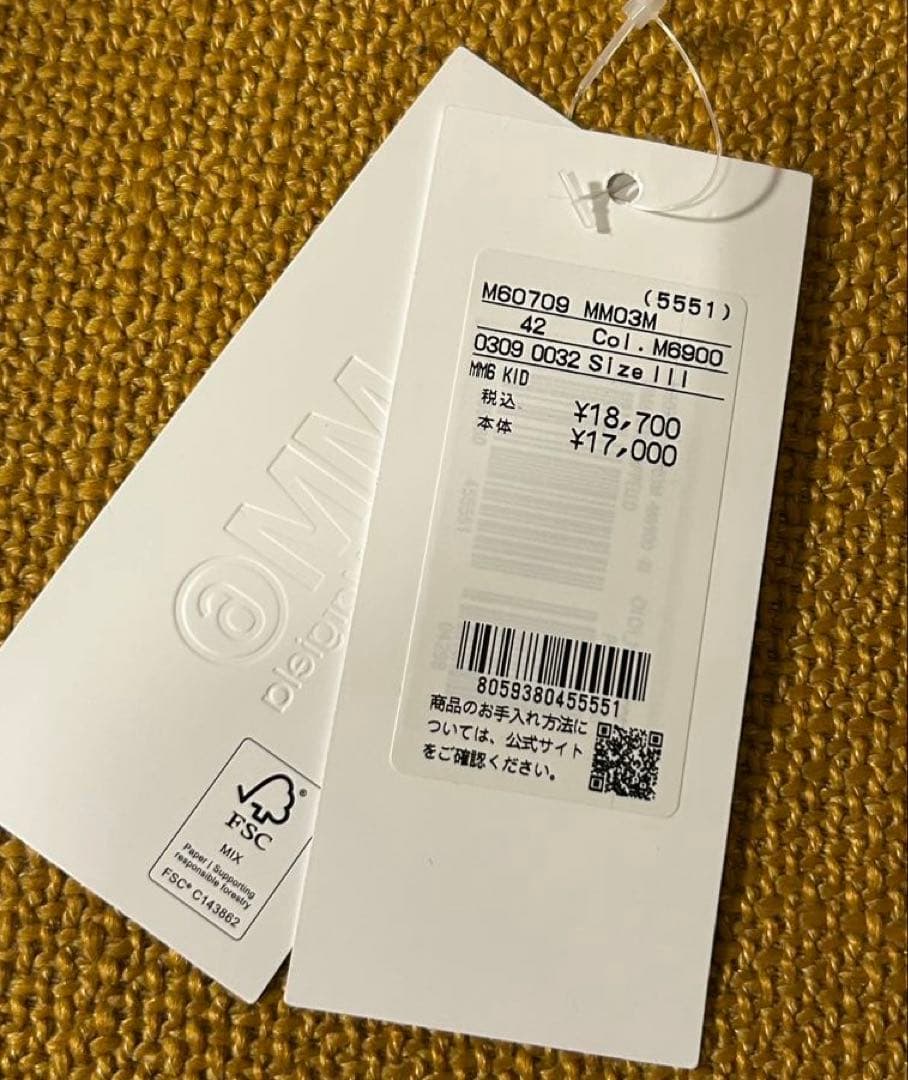 (5551)
M60709 MM03M
42 Col. M6900
0309 0032 Size III
MM6 KID
税込 ¥18,700
本体 ¥17,000
8059380455551
商品のお手入れ方法に
ついては、公式サイト
をご確認ください。
MM
FSC®
MIX
Paper | Supporting
responsible forestry
FSC® C143862